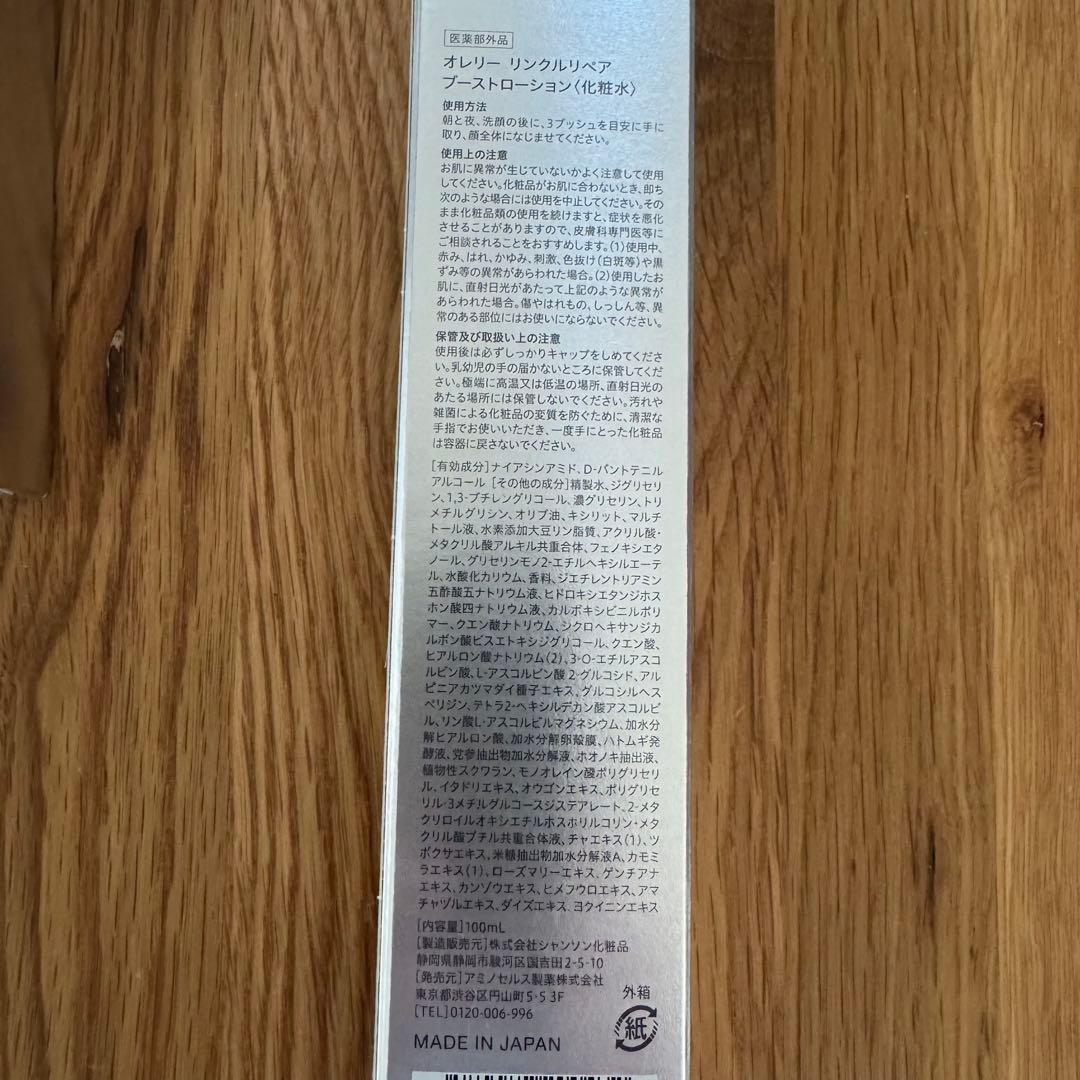 医薬部外品
オレリー リンクルリペア
ブーストローション〈化粧水〉
使用方法
朝と夜、洗顔の後に、3プッシュを目安に手に
取り、顔全体になじませてください。
使用上の注意
お肌に異常が生じていないかよく注意して使用
してください。化粧品がお肌に合わないとき、即ち
次のような場合には使用を中止してください。その
まま化粧品類の使用を続けますと、症状を悪化
させることがありますので、皮膚科専門医等に
ご相談されることをおすすめします。(1)使用中、
赤み、はれ、かゆみ、刺激、色抜け(白斑等)や黒
ずみ等の異常があらわれた場合。(2)使用したお
肌に、直射日光があたって上記のような異常が
あらわれた場合。傷やはれもの、しっしん等、異
常のある部位にはお使いにならないでください。
保管及び取扱い上の注意
使用後は必ずしっかりキャップをしめてくださ
い。乳幼児の手の届かないところに保管してくだ
さい。極端に高温又は低温の場所、直射日光の
あたる場所には保管しないでください。汚れや
雑菌による化粧品の変質を防ぐために、清潔な
手指でお使いいただき、一度手にとった化粧品
は容器に戻さないでください。
[有効成分]ナイアシンアミド、D-パントテニル
アルコール [その他の成分]精製水、ジグリセリ
ン、1,3-ブチレングリコール、濃グリセリン、トリ
メチルグリシン、オリブ油、キシリット、マルチ
トール液、水素添加大豆リン脂質、アクリル酸・
メタクリル酸アルキル共重合体、フェノキシエタ
ノール、グリセリンモノ2-エチルヘキシルエーテ
ル、水酸化カリウム、香料、ジエチレントリアミン
五酢酸五ナトリウム液、ヒドロキシエタンジホス
ホン酸四ナトリウム液、カルボキシビニルポリ
マー、クエン酸ナトリウム、シクロヘキサンジカ
ルボン酸ビスエトキシジグリコール、クエン酸、
ヒアルロン酸ナトリウム(2)、3-O-エチルアスコ
ルビン酸、L-アスコルビン酸 2-グルコシド、アル
ピニアカツマダイ種子エキス、グルコシルヘス
ペリジン、テトラ2-ヘキシルデカン酸アスコルビ
ル、リン酸L-アスコルビルマグネシウム、加水分
解ヒアルロン酸、加水分解卵殻膜、ハトムギ発
酵液、党参抽出物加水分解液、ホオノキ抽出液、
植物性スクワラン、モノオレイン酸ポリグリセリ
ル、イタドリエキス、オウゴンエキス、ポリグリセ
リル-3メチルグルコースジステアレート、2-メタ
クリロイルオキシエチルホスホリルコリン・メタ
クリル酸ブチル共重合体液、チャエキス(1)、ツ
ボクサエキス、米糠抽出物加水分解液A、カモミ
ラエキス(1)、ローズマリーエキス、ゲンチアナ
エキス、カンゾウエキス、ヒメフウロエキス、アマ
チャヅルエキス、ダイズエキス、ヨクイニンエキス
[内容量]100mL
[製造販売元]株式会社シャンソン化粧品
静岡県静岡市駿河区国吉田2-5-10
[発売元]アミノセルス製薬株式会社
東京都渋谷区円山町5-5 3F
[TEL]0120-006-996
外箱
紙
MADE IN JAPAN